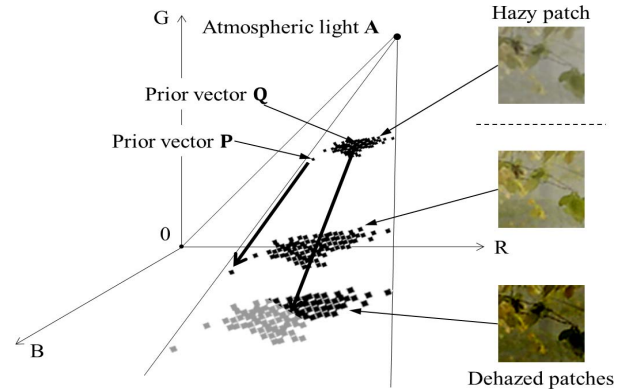 G
Hazy patch
Atmospheric light A
Prior vector Q
Prior vector P
0
R
B
Dehazed patches